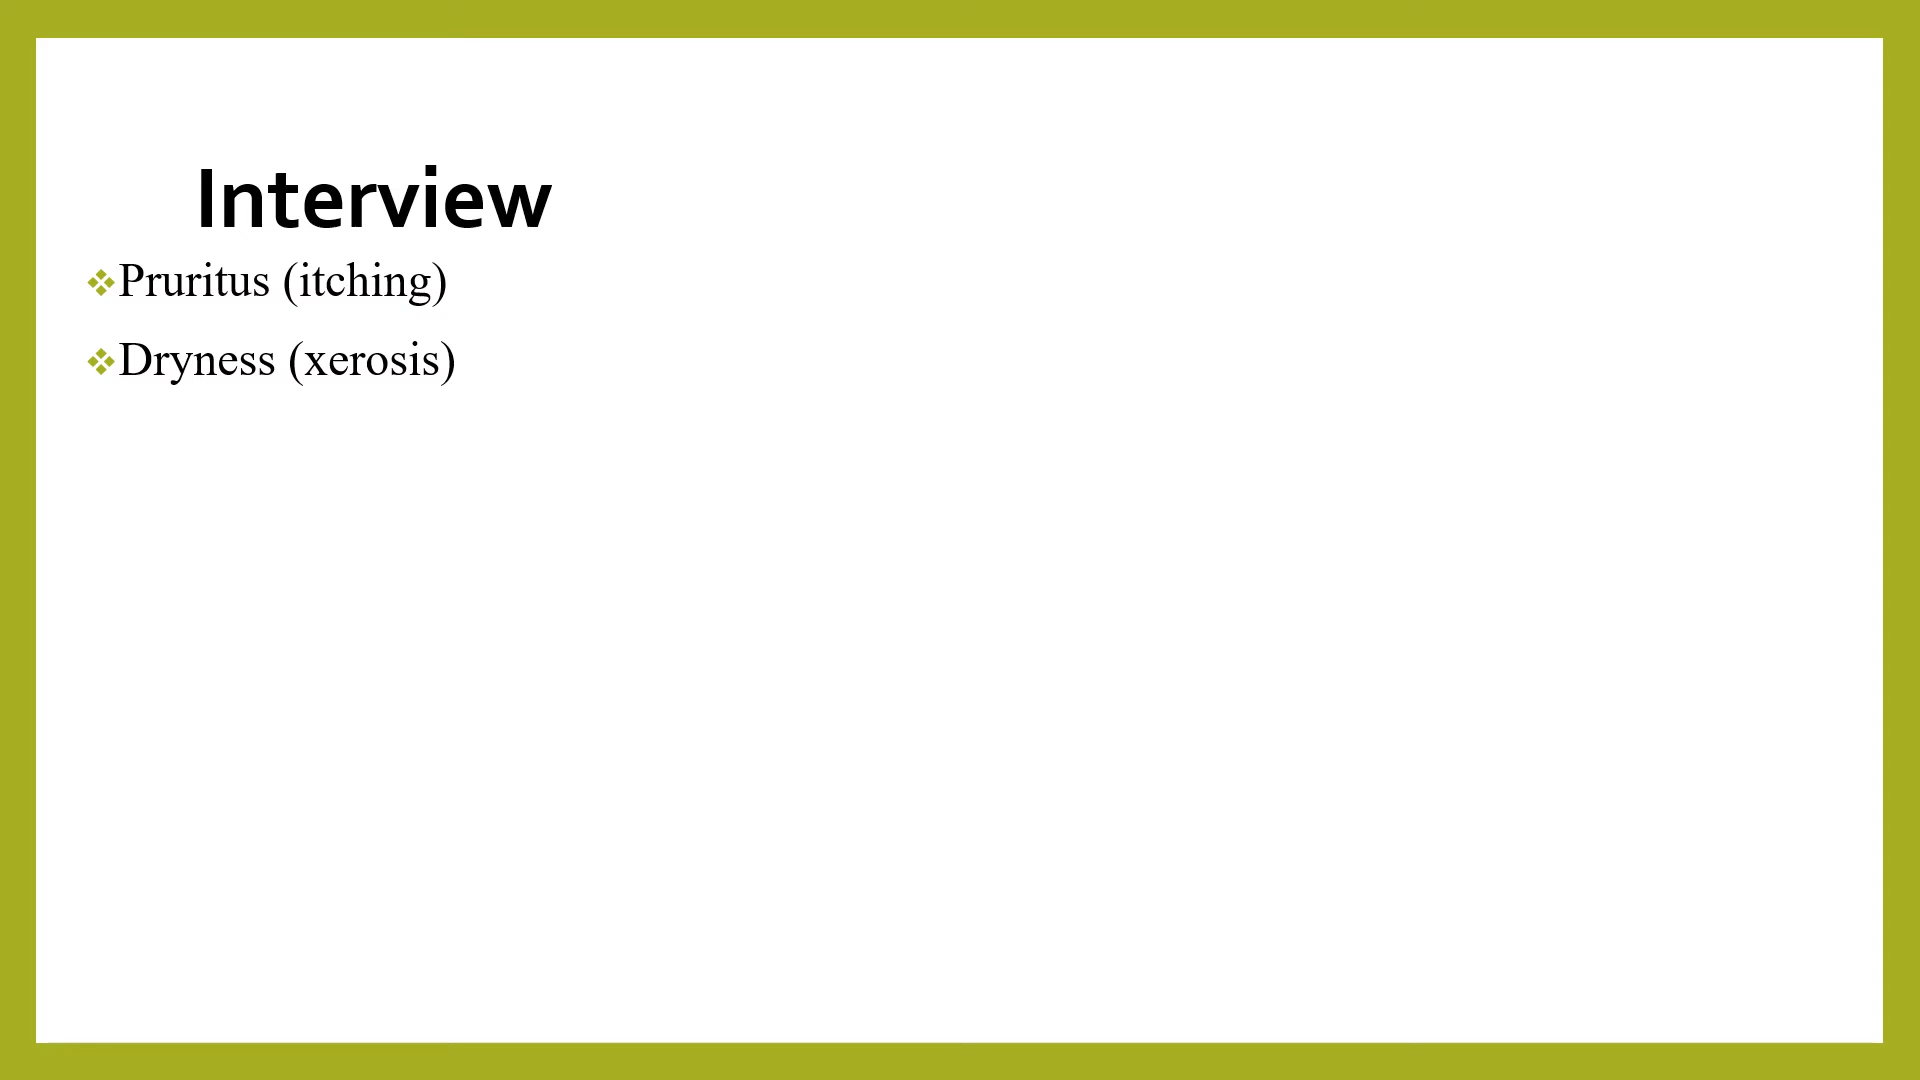 Interview
❖Pruritus (itching)
❖Dryness (xerosis)